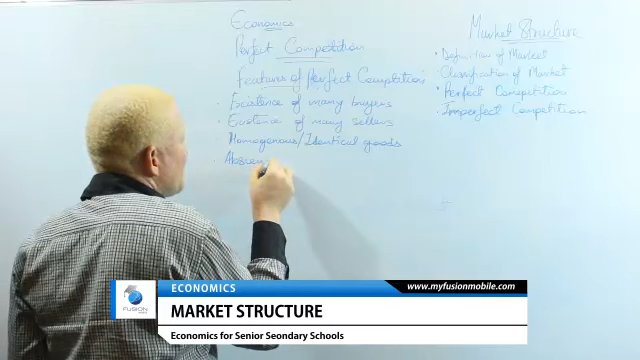 Economics
Perfect Competition
Features of Perfect Competition
Existence of many buyers
Existence of many sellers
Homogenous/Identical goods
Absen
Market Structure
Definition of Market
Classification of Market
Perfect Competition
Imperfect Competition
FUSION
ECONOMICS
www.myfusionmobile.com
MARKET STRUCTURE
Economics for Senior Seondary Schools